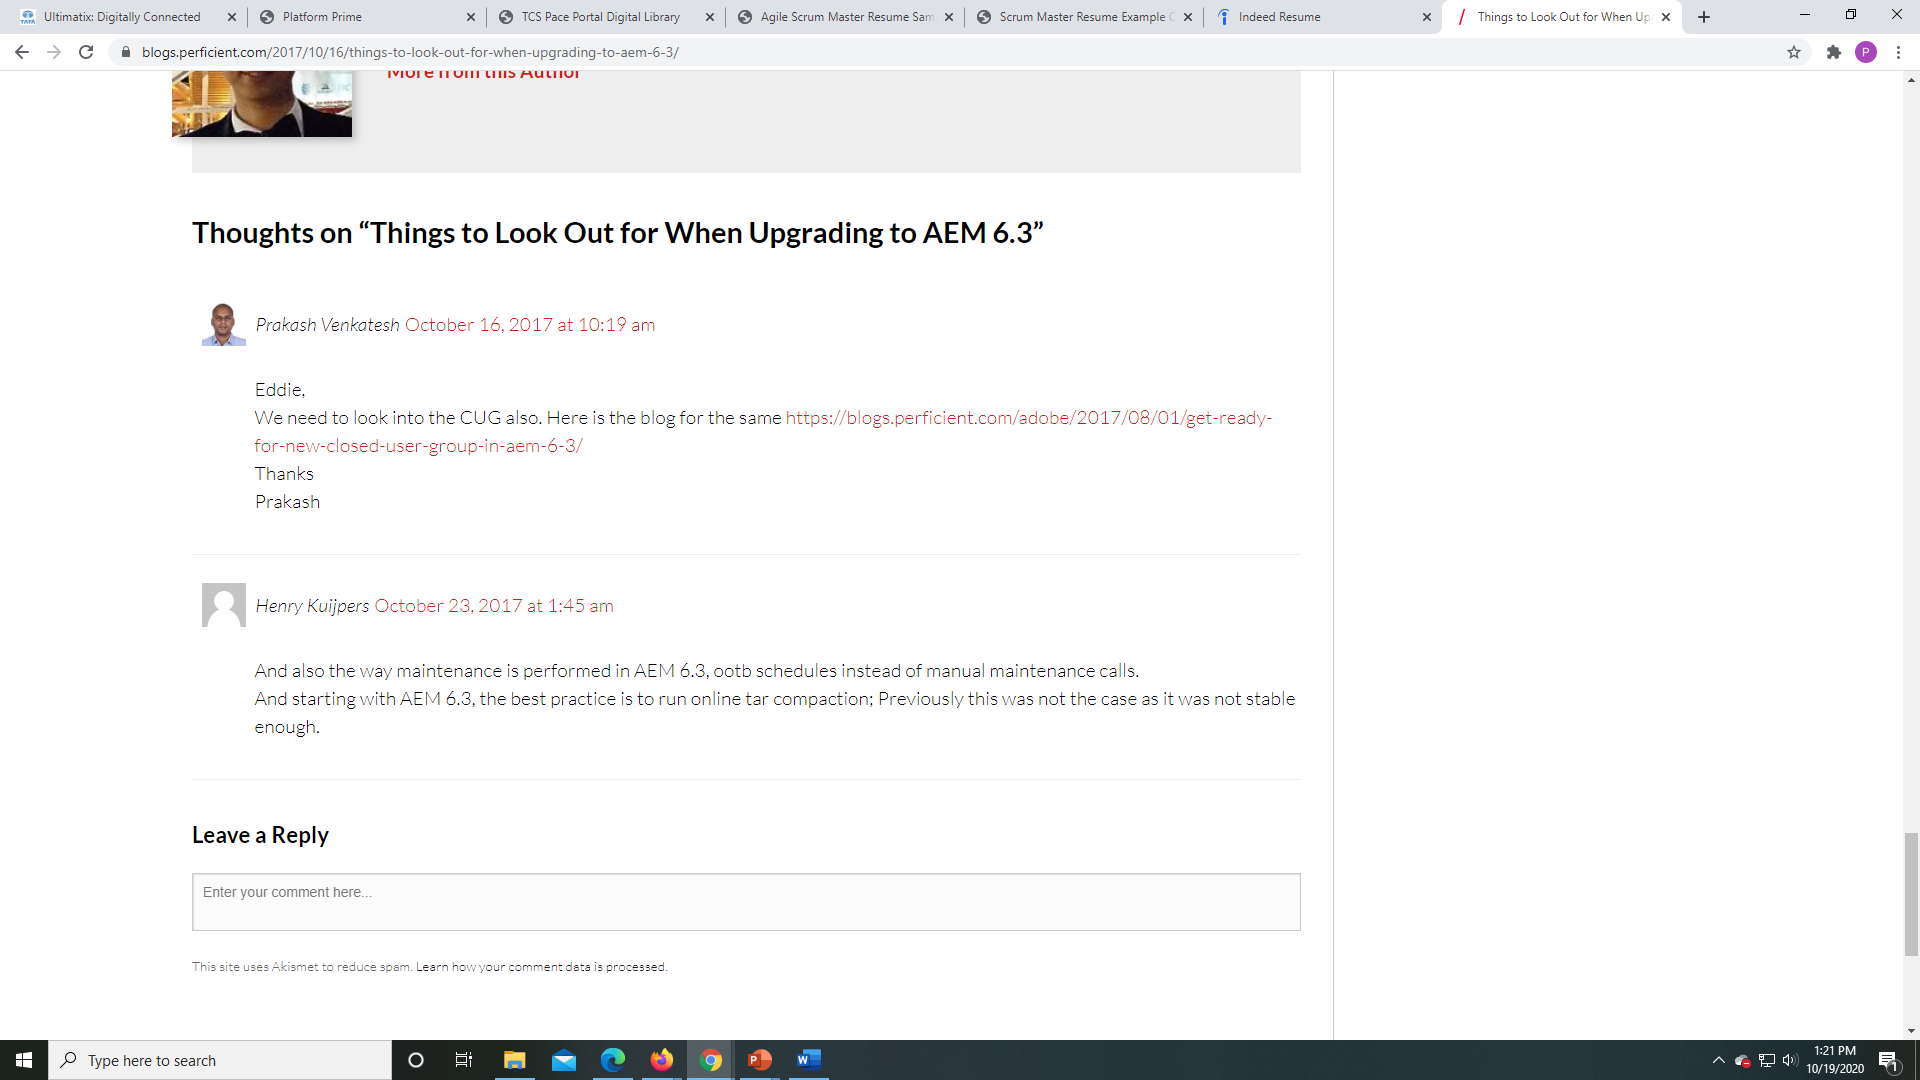 Ultimatix: Digitally Connected
Platform Prime
TCS Pace Portal Digital Library
Agile Scrum Master Resume Sam
Scrum Master Resume Example
Indeed Resume
Things to Look Out for When Up
blogs.perficient.com/2017/10/16/things-to-look-out-for-when-upgrading-to-aem-6-3/
P
More from this Author
Thoughts on “Things to Look Out for When Upgrading to AEM 6.3”
Prakash Venkatesh October 16, 2017 at 10:19 am
Eddie,
We need to look into the CUG also. Here is the blog for the same https://blogs.perficient.com/adobe/2017/08/01/get-ready-
for-new-closed-user-group-in-aem-6-3/
Thanks
Prakash
Henry Kuijpers October 23, 2017 at 1:45 am
And also the way maintenance is performed in AEM 6.3, ootb schedules instead of manual maintenance calls.
And starting with AEM 6.3, the best practice is to run online tar compaction; Previously this was not the case as it was not stable
enough.
Leave a Reply
Enter your comment here...
This site uses Akismet to reduce spam. Learn how your comment data is processed.
Type here to search
1:21 PM
10/19/2020
1